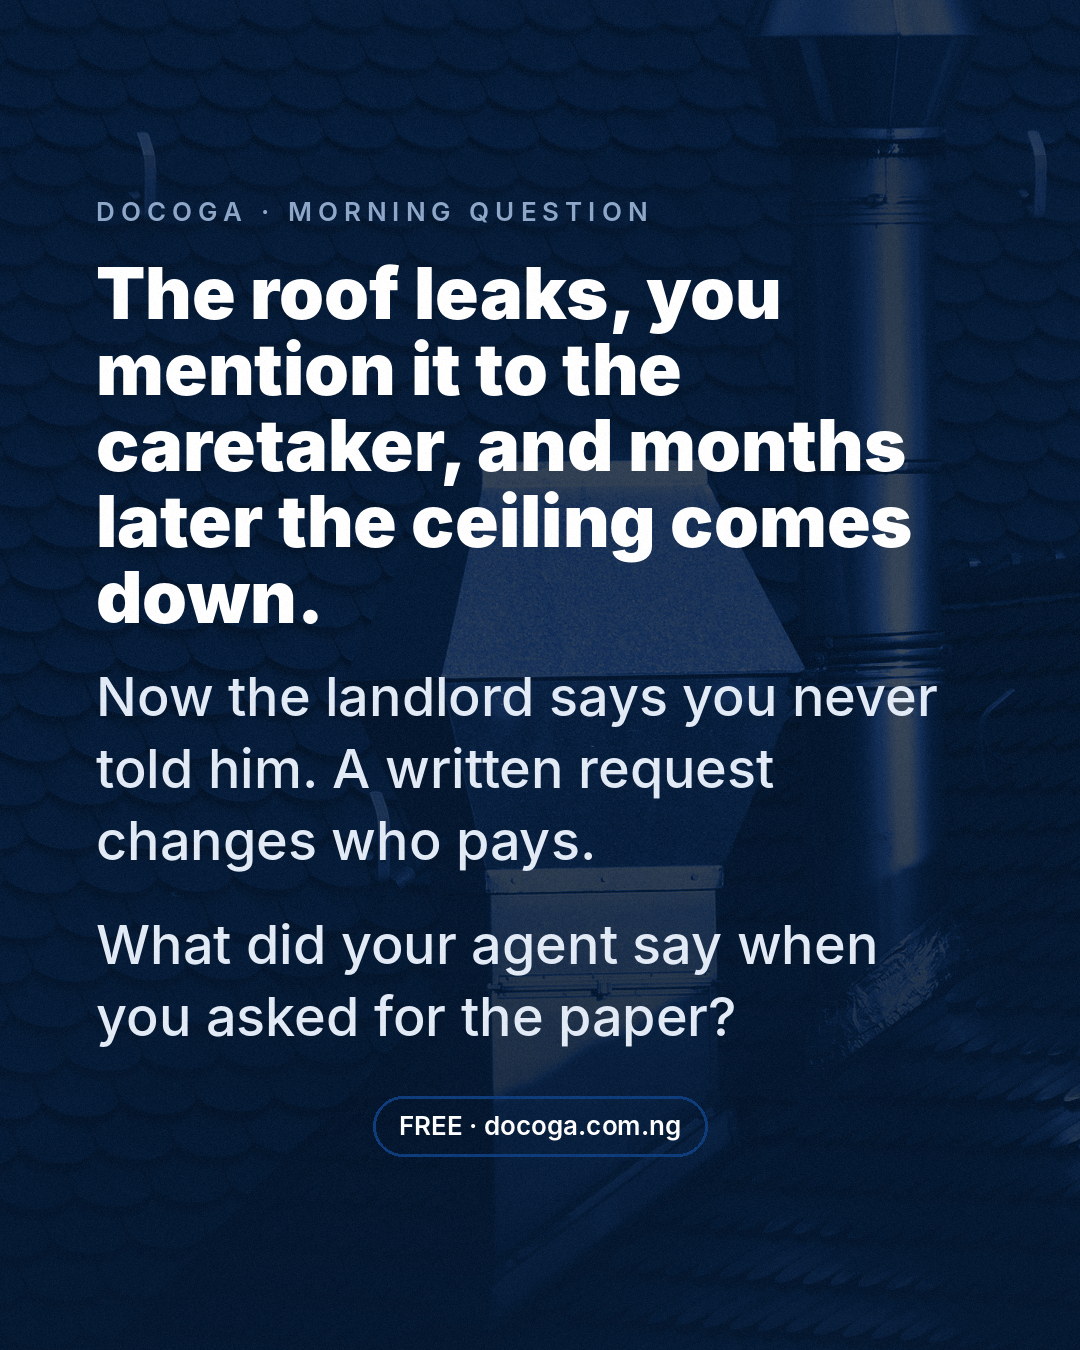 DOCOGA · MORNING QUESTION
The roof leaks, you
mention it to the
caretaker, and months
later the ceiling comes
down.
Now the landlord says you never
told him. A written request
changes who pays.
What did your agent say when
you asked for the paper?
FREE · docoga.com.ng